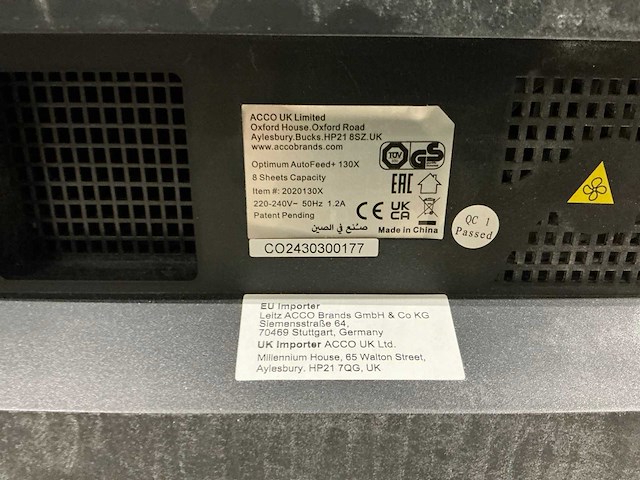 ACCO UK Limited
Oxford House.Oxford Road
Aylesbury.Bucks.HP21 8SZ.UK
www.accobrands.com
Optimum AutoFeed+ 130X
8 Sheets Capacity
Item #: 2020130X
220-240V~ 50Hz 1.2A
Patent Pending
صنع في الصين
TÜV
GS
EAC
CE
UK
CA
Made in China
CO2430300177
QC 1
Passed
EU Importer
Leitz ACCO Brands GmbH & Co KG
Siemensstraße 64,
70469 Stuttgart, Germany
UK Importer ACCO UK Ltd.
Millennium House, 65 Walton Street,
Aylesbury. HP21 7QG, UK